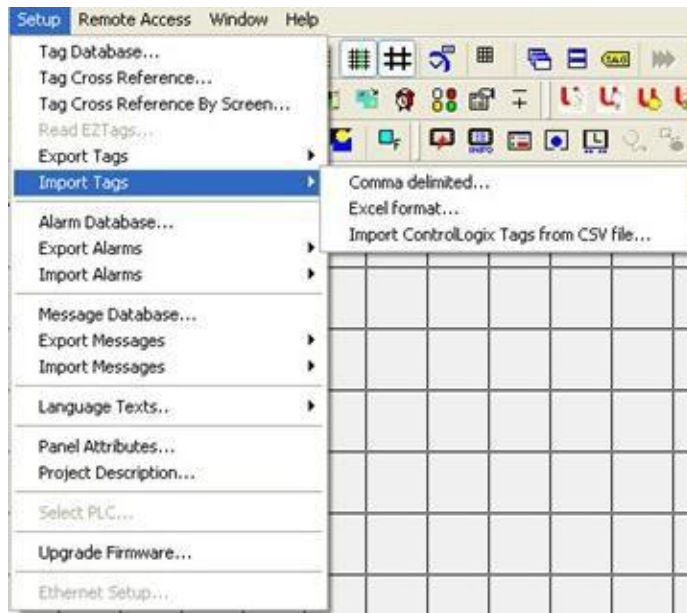 Setup Remote Access Window Help
Tag Database...
Tag Cross Reference...
Tag Cross Reference By Screen...
Read EZTags...
Export Tags
Import Tags
Comma delimited...
Excel format...
Import ControlLogix Tags from CSV file...
Alarm Database...
Export Alarms
Import Alarms
Message Database...
Export Messages
Import Messages
Language Texts..
Panel Attributes...
Project Description...
Select PLC...
Upgrade Firmware...
Ethernet Setup...